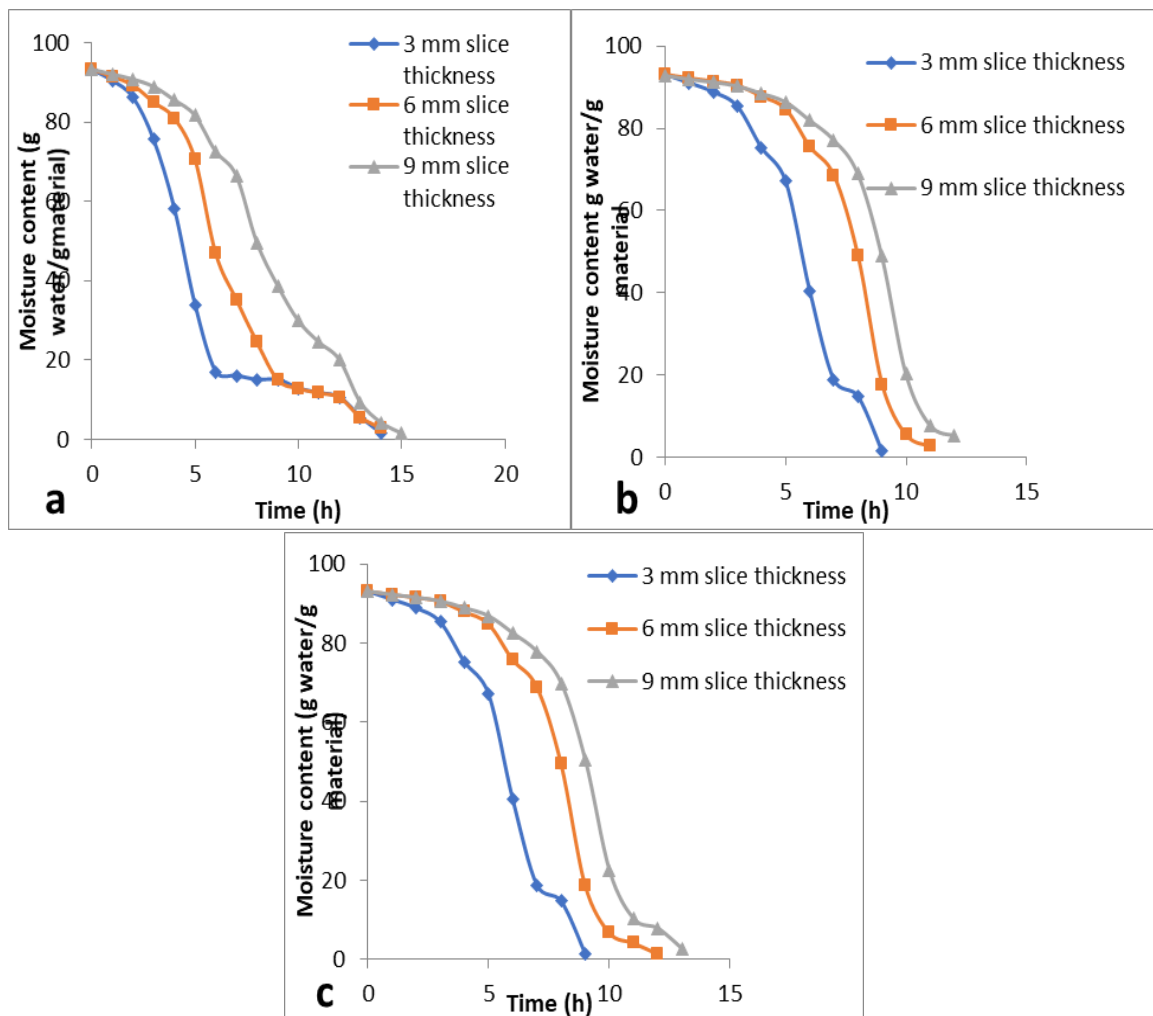 Moisture content (g
water/gmaterial)
100
80
60
40
20
0
0 5 10 15 20
Time (h)
3 mm slice
thickness
6 mm slice
thickness
9 mm slice
thickness
a
Moisture content g water/g
material
100
80
60
40
20
0
0 5 10 15
Time (h)
3 mm slice thickness
6 mm slice thickness
9 mm slice thickness
b
Moisture content (g water/g
material)
100
80
60
40
20
0
0 5 10 15
Time (h)
3 mm slice thickness
6 mm slice thickness
9 mm slice thickness
c